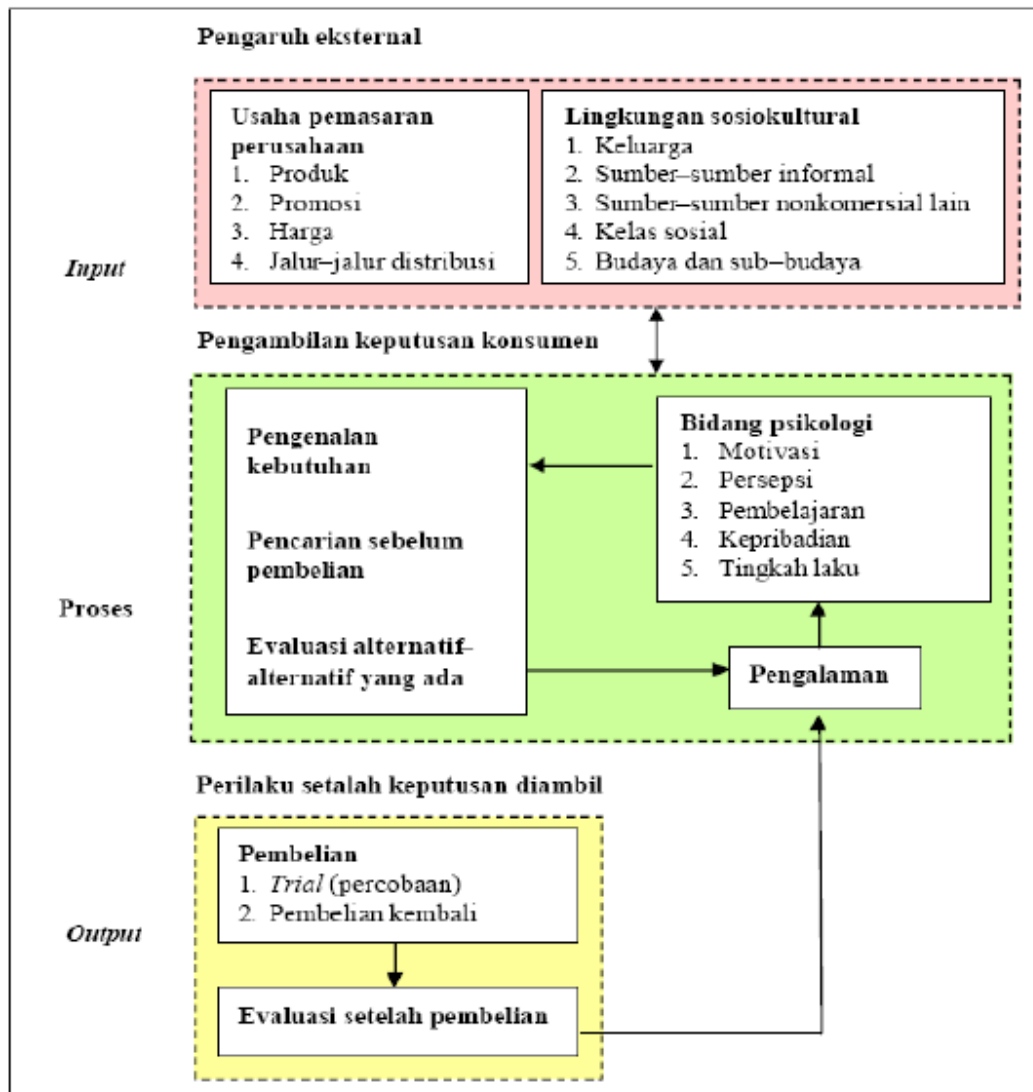 Pengaruh eksternal
Usaha pemasaran
perusahaan
1. Produk
2. Promosi
3. Harga
4. Jalur–jalur distribusi
Lingkungan sosiokultural
1. Keluarga
2. Sumber–sumber informal
3. Sumber–sumber nonkomersial lain
4. Kelas sosial
5. Budaya dan sub–budaya
Input
Pengambilan keputusan konsumen
Pengenalan
kebutuhan
Pencarian sebelum
pembelian
Evaluasi alternatif–
alternatif yang ada
Bidang psikologi
1. Motivasi
2. Persepsi
3. Pembelajaran
4. Kepribadian
5. Tingkah laku
Proses
Pengalaman
Perilaku setalah keputusan diambil
Pembelian
1. Trial (percobaan)
2. Pembelian kembali
Output
Evaluasi setelah pembelian